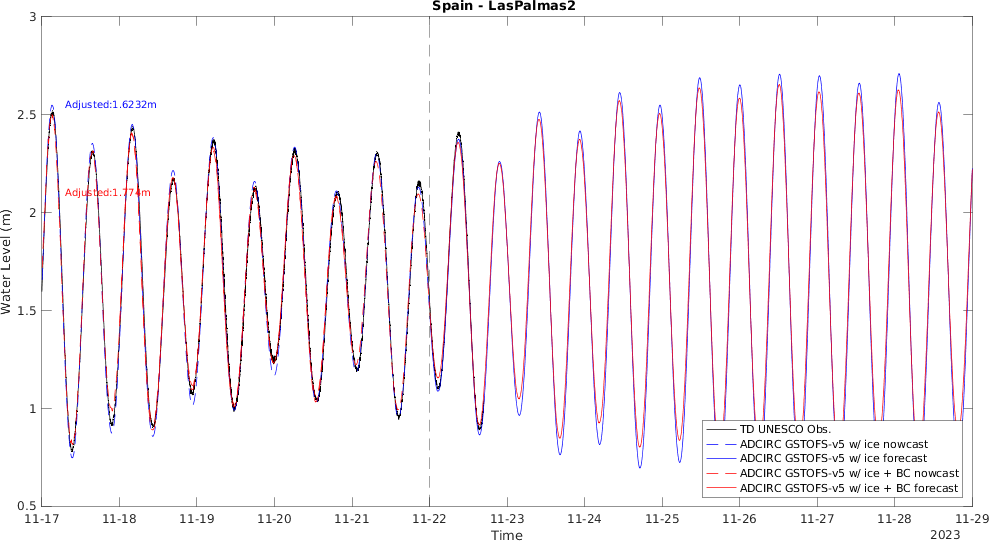 Spain - LasPalmas2
3
2.5
2
1.5
1
0.5
Water Level (m)
Adjusted:1.6232m
Adjusted:1.774m
TD UNESCO Obs.
ADCIRC GSTOFS-v5 w/ ice nowcast
ADCIRC GSTOFS-v5 w/ ice forecast
ADCIRC GSTOFS-v5 w/ ice + BC nowcast
ADCIRC GSTOFS-v5 w/ ice + BC forecast
11-17 11-18 11-19 11-20 11-21 11-22 11-23 11-24 11-25 11-26 11-27 11-28 11-29
Time
2023